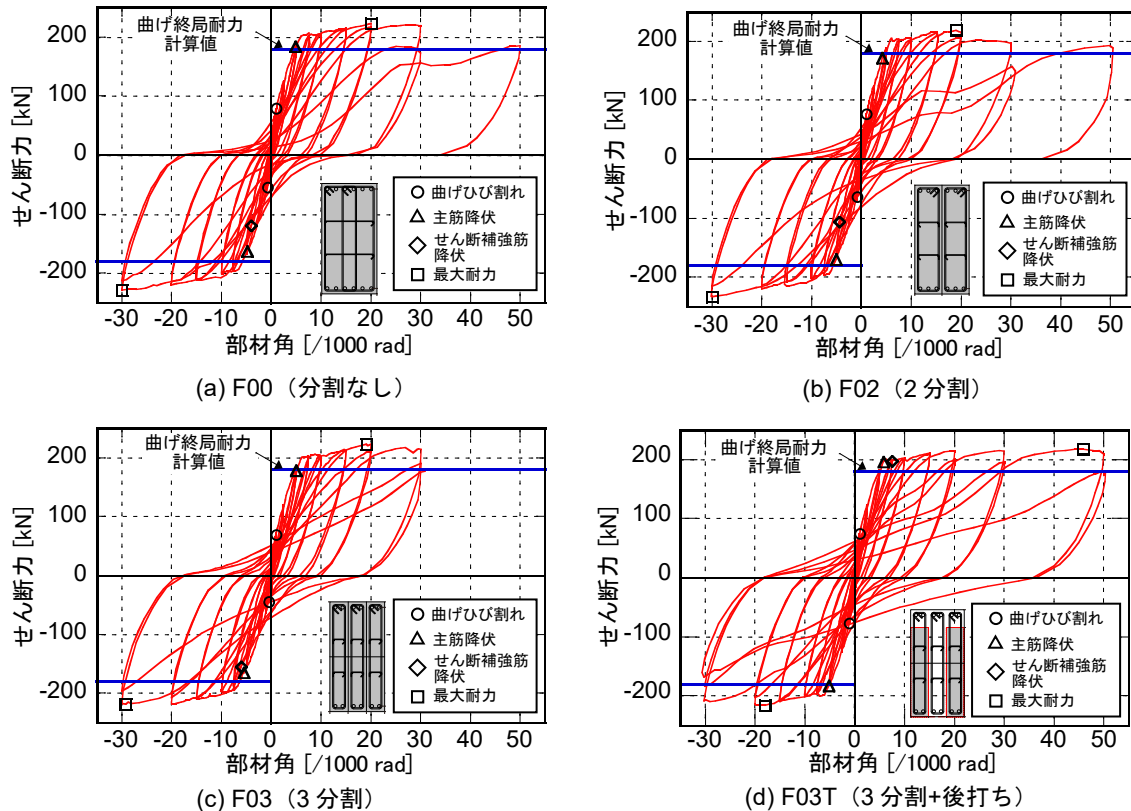 曲げ終局耐力
計算値
せん断力 [kN]
200
100
0
-100
-200
-30 -20 -10 0 10 20 30 40 50
部材角 [/1000 rad]
曲げひび割れ
主筋降伏
せん断補強筋
降伏
最大耐力
(a) F00（分割なし）
曲げ終局耐力
計算値
せん断力 [kN]
200
100
0
-100
-200
-30 -20 -10 0 10 20 30 40 50
部材角 [/1000 rad]
曲げひび割れ
主筋降伏
せん断補強筋
降伏
最大耐力
(b) F02（2 分割）
曲げ終局耐力
計算値
せん断力 [kN]
200
100
0
-100
-200
-30 -20 -10 0 10 20 30 40 50
部材角 [/1000 rad]
曲げひび割れ
主筋降伏
せん断補強筋
降伏
最大耐力
(c) F03（3 分割）
曲げ終局耐力
計算値
せん断力 [kN]
200
100
0
-100
-200
-30 -20 -10 0 10 20 30 40 50
部材角 [/1000 rad]
曲げひび割れ
主筋降伏
せん断補強筋
降伏
最大耐力
(d) F03T（3 分割+後打ち）